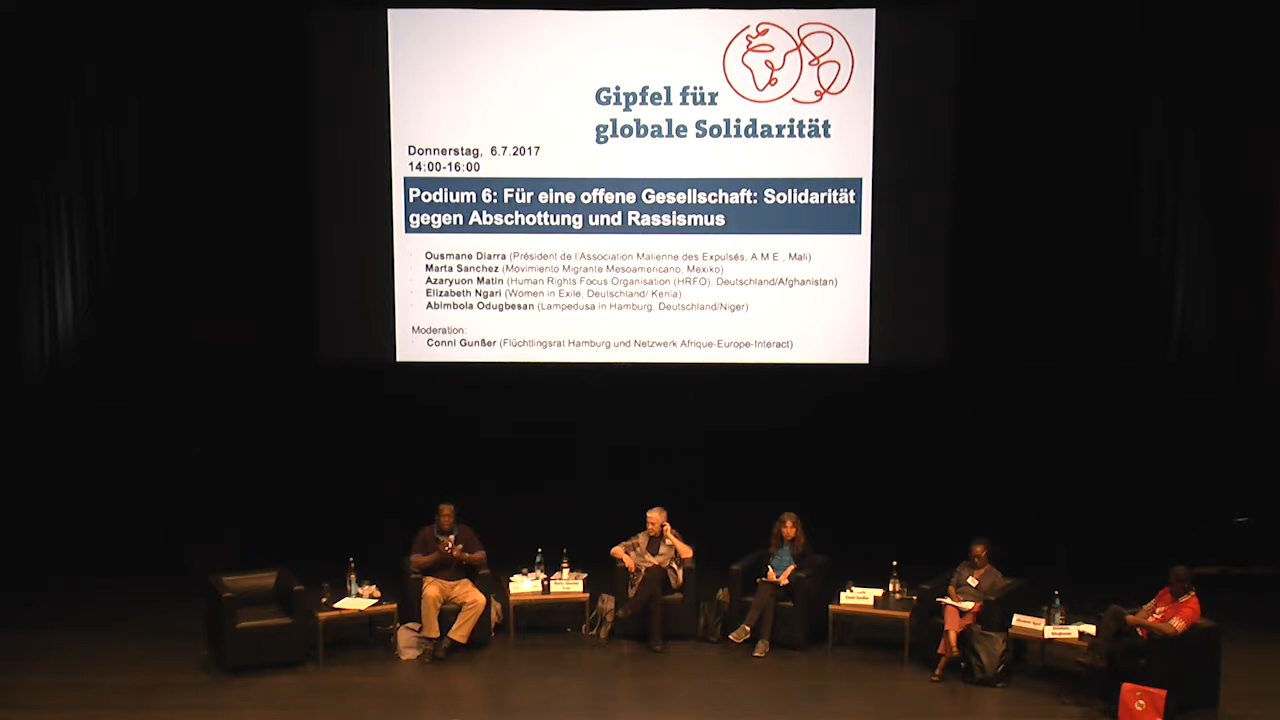 Gipfel für
globale Solidarität
Donnerstag, 6.7.2017
14:00-16:00
Podium 6: Für eine offene Gesellschaft: Solidarität
gegen Abschottung und Rassismus
Ousmane Diarra (Président de l'Association Malienne des Expulsés, A.M.E., Mali)
Marta Sanchez (Movimiento Migrante Mesoamericano, Mexiko)
Azaryuon Matin (Human Rights Focus Organisation (HRFO), Deutschland/Afghanistan)
Elizabeth Ngari (Women in Exile, Deutschland/ Kenia)
Abimbola Odugbesan (Lampedusa in Hamburg, Deutschland/Niger)
Moderation:
Conni Gunßer (Flüchtlingsrat Hamburg und Netzwerk Afrique-Europe-Interact)